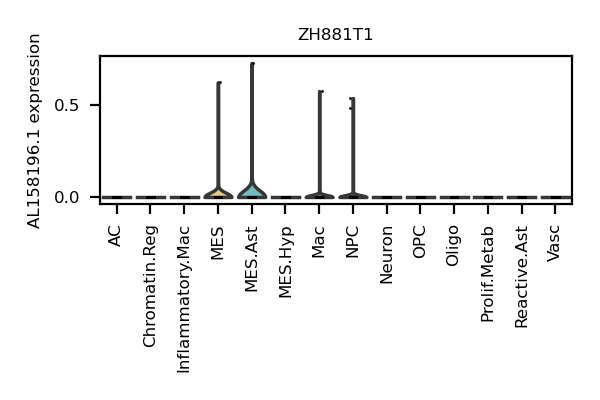 ZH881T1
AL158196.1 expression
0.5
0.0
AC
Chromatin.Reg
Inflammatory.Mac
MES
MES.Ast
MES.Hyp
Mac
NPC
Neuron
OPC
Oligo
Prolif.Metab
Reactive.Ast
Vasc